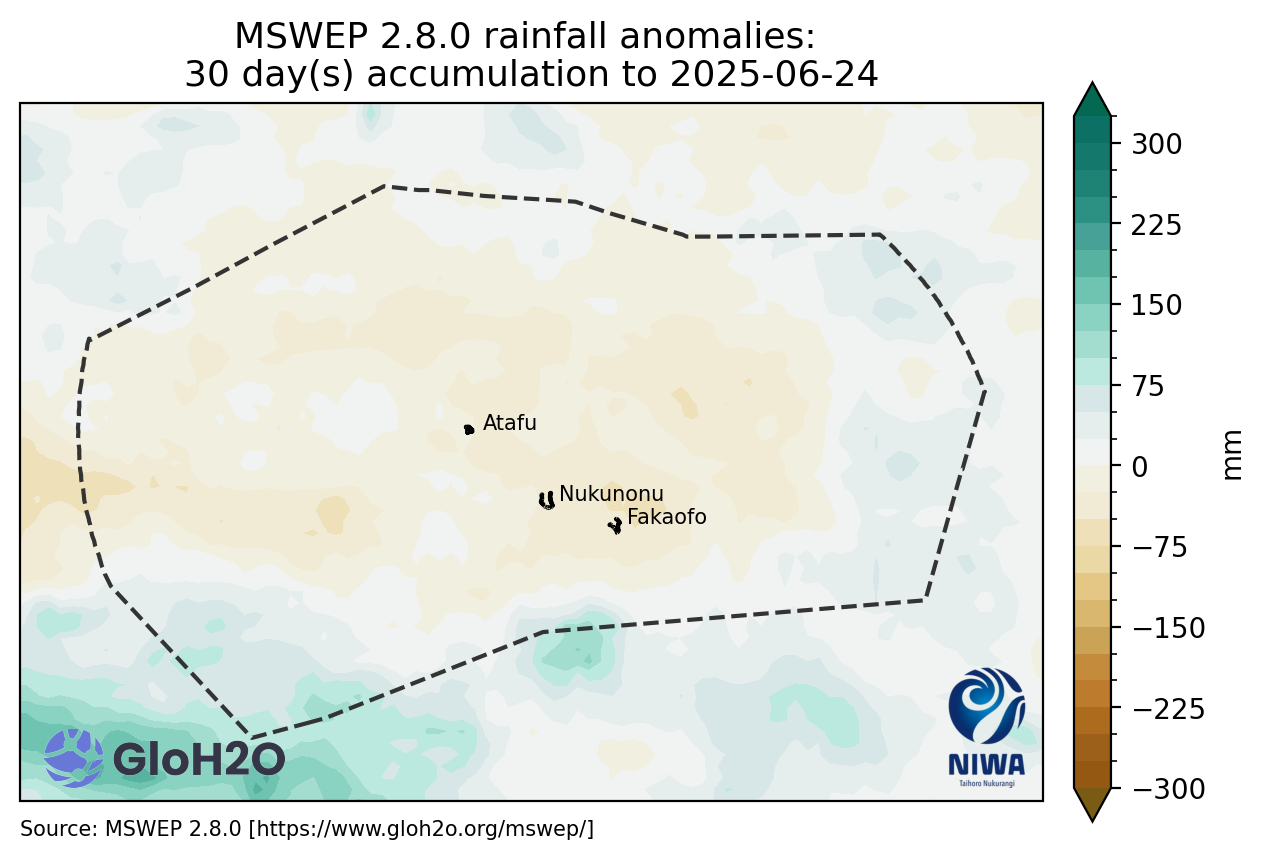 MSWEP 2.8.0 rainfall anomalies:
30 day(s) accumulation to 2025-06-24
300
225
150
75
0
−75
−150
−225
−300
mm
Atafu
Nukunonu
Fakaofo
GloH2O
NIWA
Taihoro Nukurangi
Source: MSWEP 2.8.0 [https://www.gloh2o.org/mswep/]